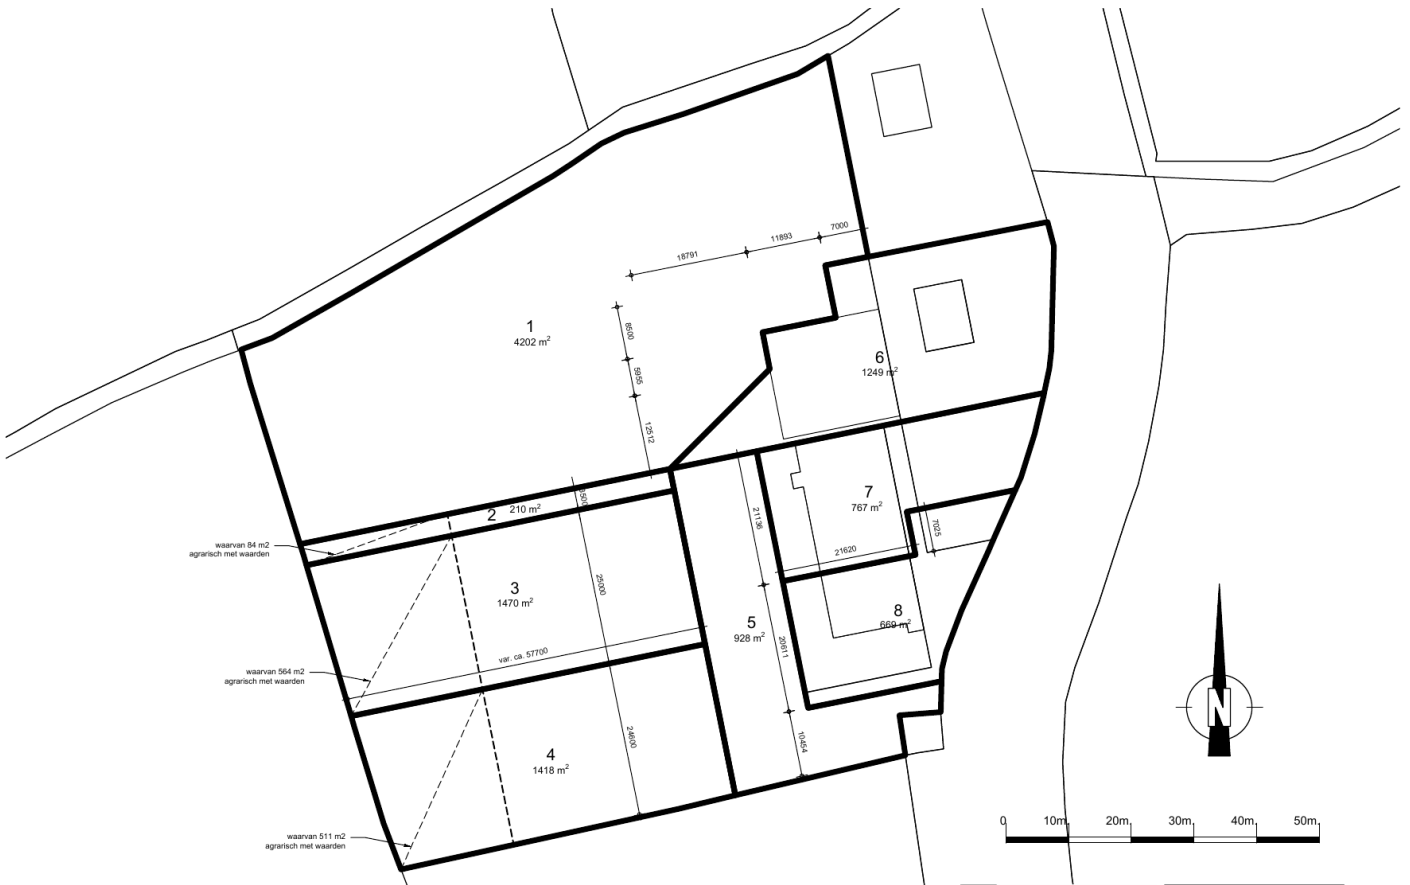 7000
11893
18791
1
4202 m²
8500
5955
12512
6
1249 m²
2
210 m²
3500
waarvan 84 m2
agrarisch met waarden
7
767 m²
21136
21620
7025
3
1470 m²
25000
5
928 m²
8
669 m²
20611
var. ca. 57700
waarvan 564 m2
agrarisch met waarden
4
1418 m²
24600
10454
waarvan 511 m2
agrarisch met waarden
N
0 10m 20m 30m 40m 50m